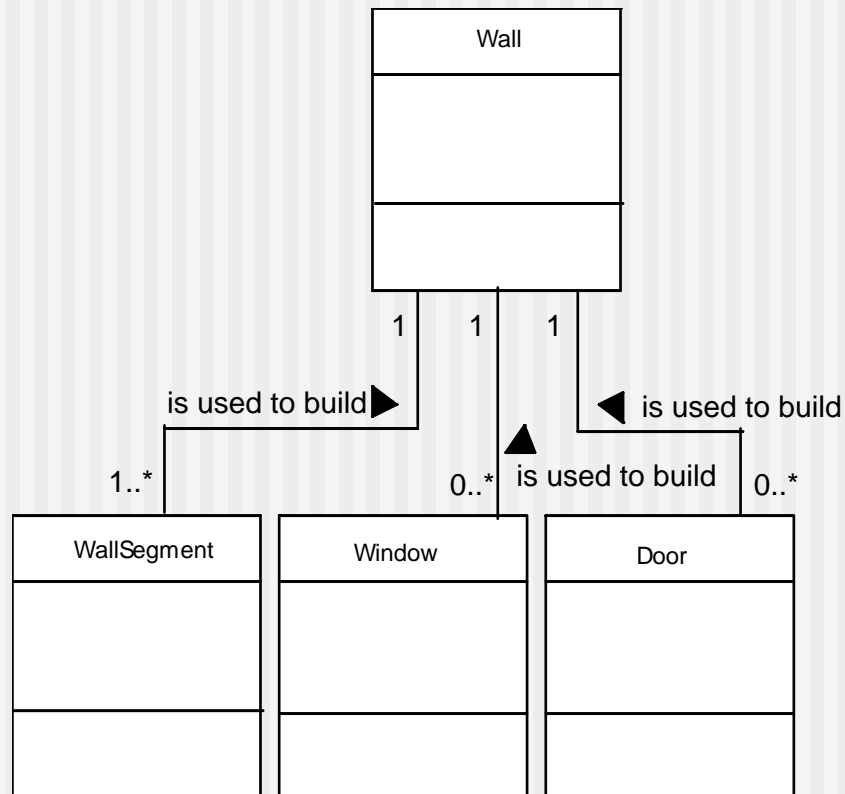 Wall
1 1 1
is used to build
is used to build
is used to build
1..*
0..*
0..*
WallSegment
Window
Door